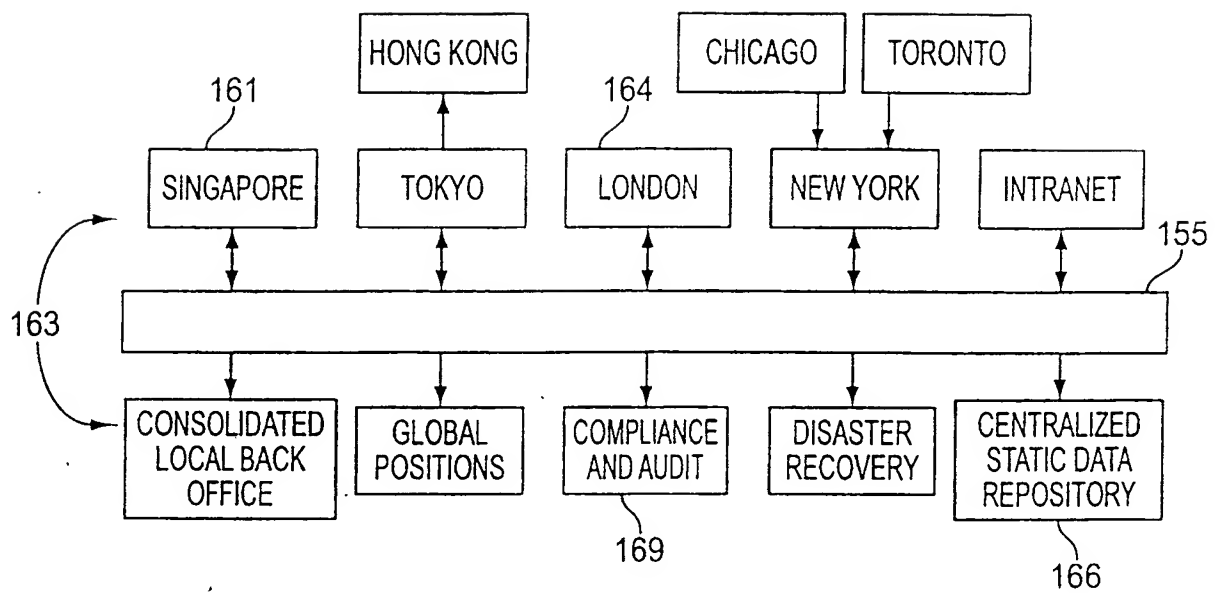 HONG KONG
CHICAGO
TORONTO
161
164
SINGAPORE
TOKYO
LONDON
NEW YORK
INTRANET
155
163
CONSOLIDATED
LOCAL BACK
OFFICE
GLOBAL
POSITIONS
COMPLIANCE
AND AUDIT
DISASTER
RECOVERY
CENTRALIZED
STATIC DATA
REPOSITORY
169
166